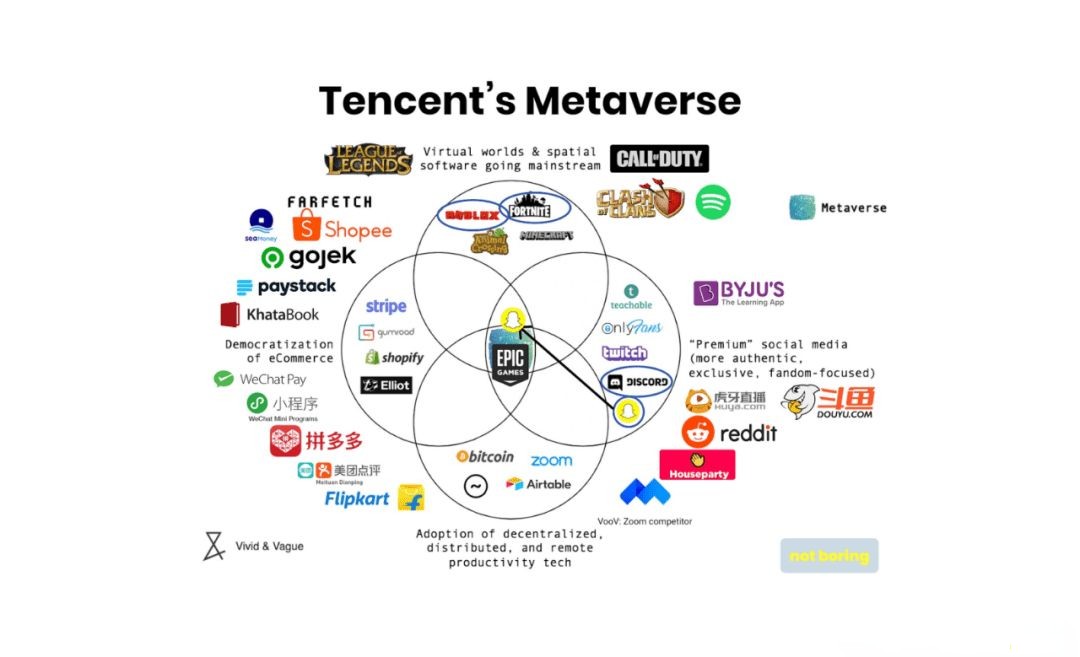 Tencent's Metaverse
LEAGUE OF LEGENDS
Virtual worlds & spatial
software going mainstream
CALL OF DUTY
FARFETCH
seaMoney
Shopee
ROBLOX
FORTNITE
CLASH OF CLANS
Metaverse
Animal Crossing
MINECRAFT
gojek
paystack
KhataBook
stripe
gumroad
shopify
Elliot
teachable
OnlyFans
twitch
DISCORD
BYJU'S
The Learning App
EPIC
GAMES
Democratization
of eCommerce
"Premium" social media
(more authentic,
exclusive, fandom-focused)
WeChat Pay
小程序
WeChat Mini Programs
虎牙直播
Huya.com
斗鱼
DOUYU.COM
拼多多
reddit
美团点评
Meituan Dianping
bitcoin
zoom
Airtable
Houseparty
Flipkart
VooV: Zoom competitor
Adoption of decentralized,
distributed, and remote
productivity tech
Vivid & Vague
not boring